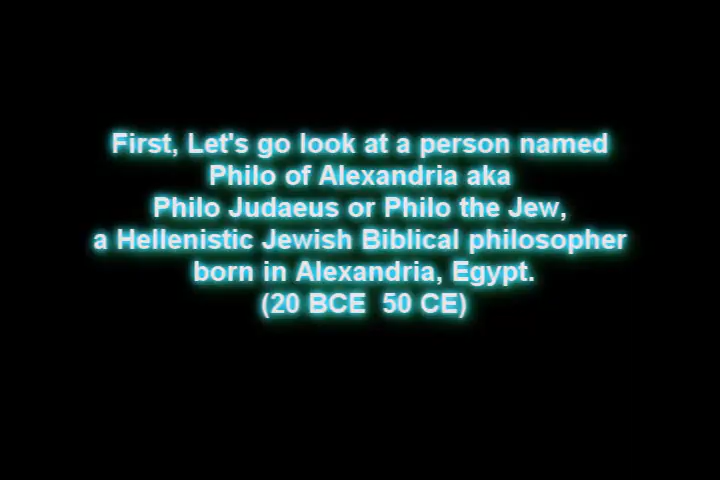 First, Let's go look at a person named
Philo of Alexandria aka
Philo Judaeus or Philo the Jew,
a Hellenistic Jewish Biblical philosopher
born in Alexandria, Egypt.
(20 BCE  50 CE)